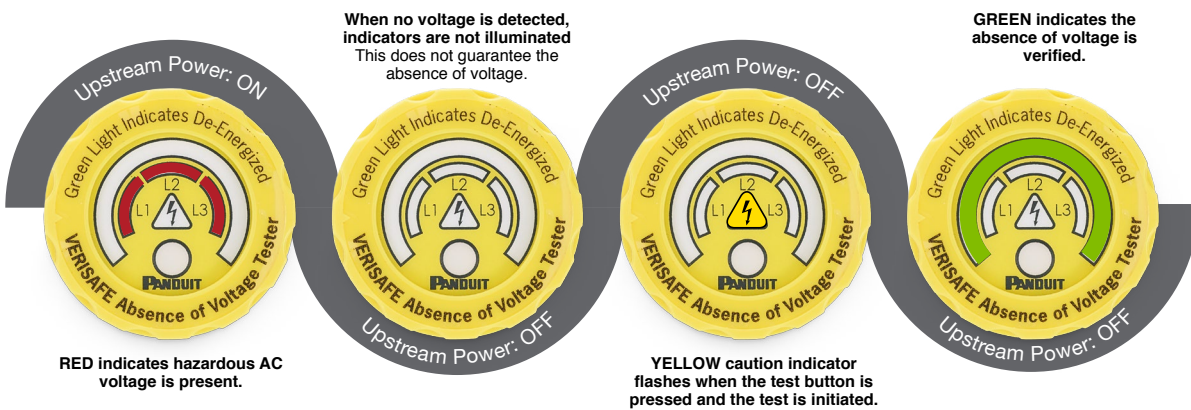 Upstream Power: ON
Green Light Indicates De-Energized
L2
L1 L3
PANDUIT
VERISAFE Absence of Voltage Tester
RED indicates hazardous AC
voltage is present.
When no voltage is detected,
indicators are not illuminated
This does not guarantee the
absence of voltage.
Green Light Indicates De-Energized
L2
L1 L3
PANDUIT
VERISAFE Absence of Voltage Tester
Upstream Power: OFF
Upstream Power: OFF
Green Light Indicates De-Energized
L2
L1 L3
PANDUIT
VERISAFE Absence of Voltage Tester
YELLOW caution indicator
flashes when the test button is
pressed and the test is initiated.
GREEN indicates the
absence of voltage is
verified.
Green Light Indicates De-Energized
L2
L1 L3
PANDUIT
VERISAFE Absence of Voltage Tester
Upstream Power: OFF